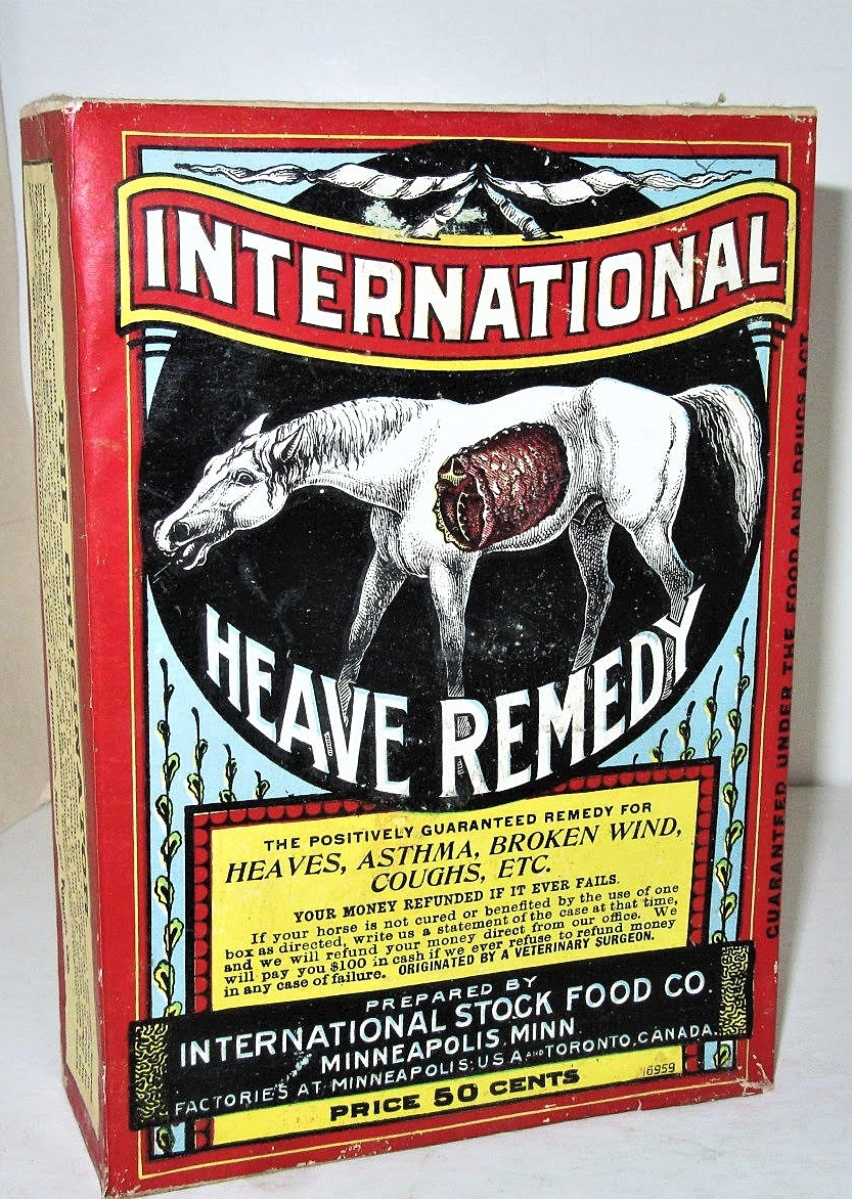 INTERNATIONAL
HEAVE REMEDY
THE POSITIVELY GUARANTEED REMEDY FOR
HEAVES, ASTHMA, BROKEN WIND,
COUGHS, ETC.
YOUR MONEY REFUNDED IF IT EVER FAILS.
If your horse is not cured or benefited by the use of one
box as directed, write us a statement of the case at that time,
and we will refund your money direct from our office. We
will pay you $100 in cash if we ever refuse to refund money
in any case of failure. ORIGINATED BY A VETERINARY SURGEON.
PREPARED BY
INTERNATIONAL STOCK FOOD CO.
MINNEAPOLIS, MINN.
FACTORIES AT MINNEAPOLIS: U S A AND TORONTO, CANADA.
PRICE 50 CENTS
16959
GUARANTEED UNDER THE FOOD AND DRUGS ACT